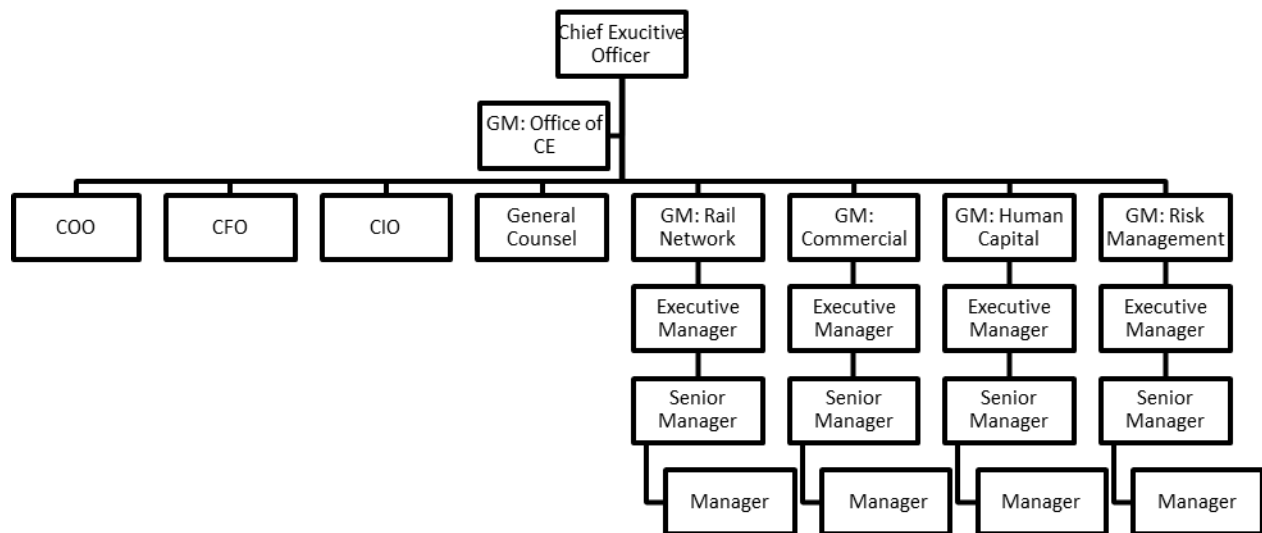 Chief Exucitive
Officer
GM: Office of
CE
COO
CFO
CIO
General
Counsel
GM: Rail
Network
GM:
Commercial
GM: Human
Capital
GM: Risk
Management
Executive
Manager
Executive
Manager
Executive
Manager
Executive
Manager
Senior
Manager
Senior
Manager
Senior
Manager
Senior
Manager
Manager
Manager
Manager
Manager